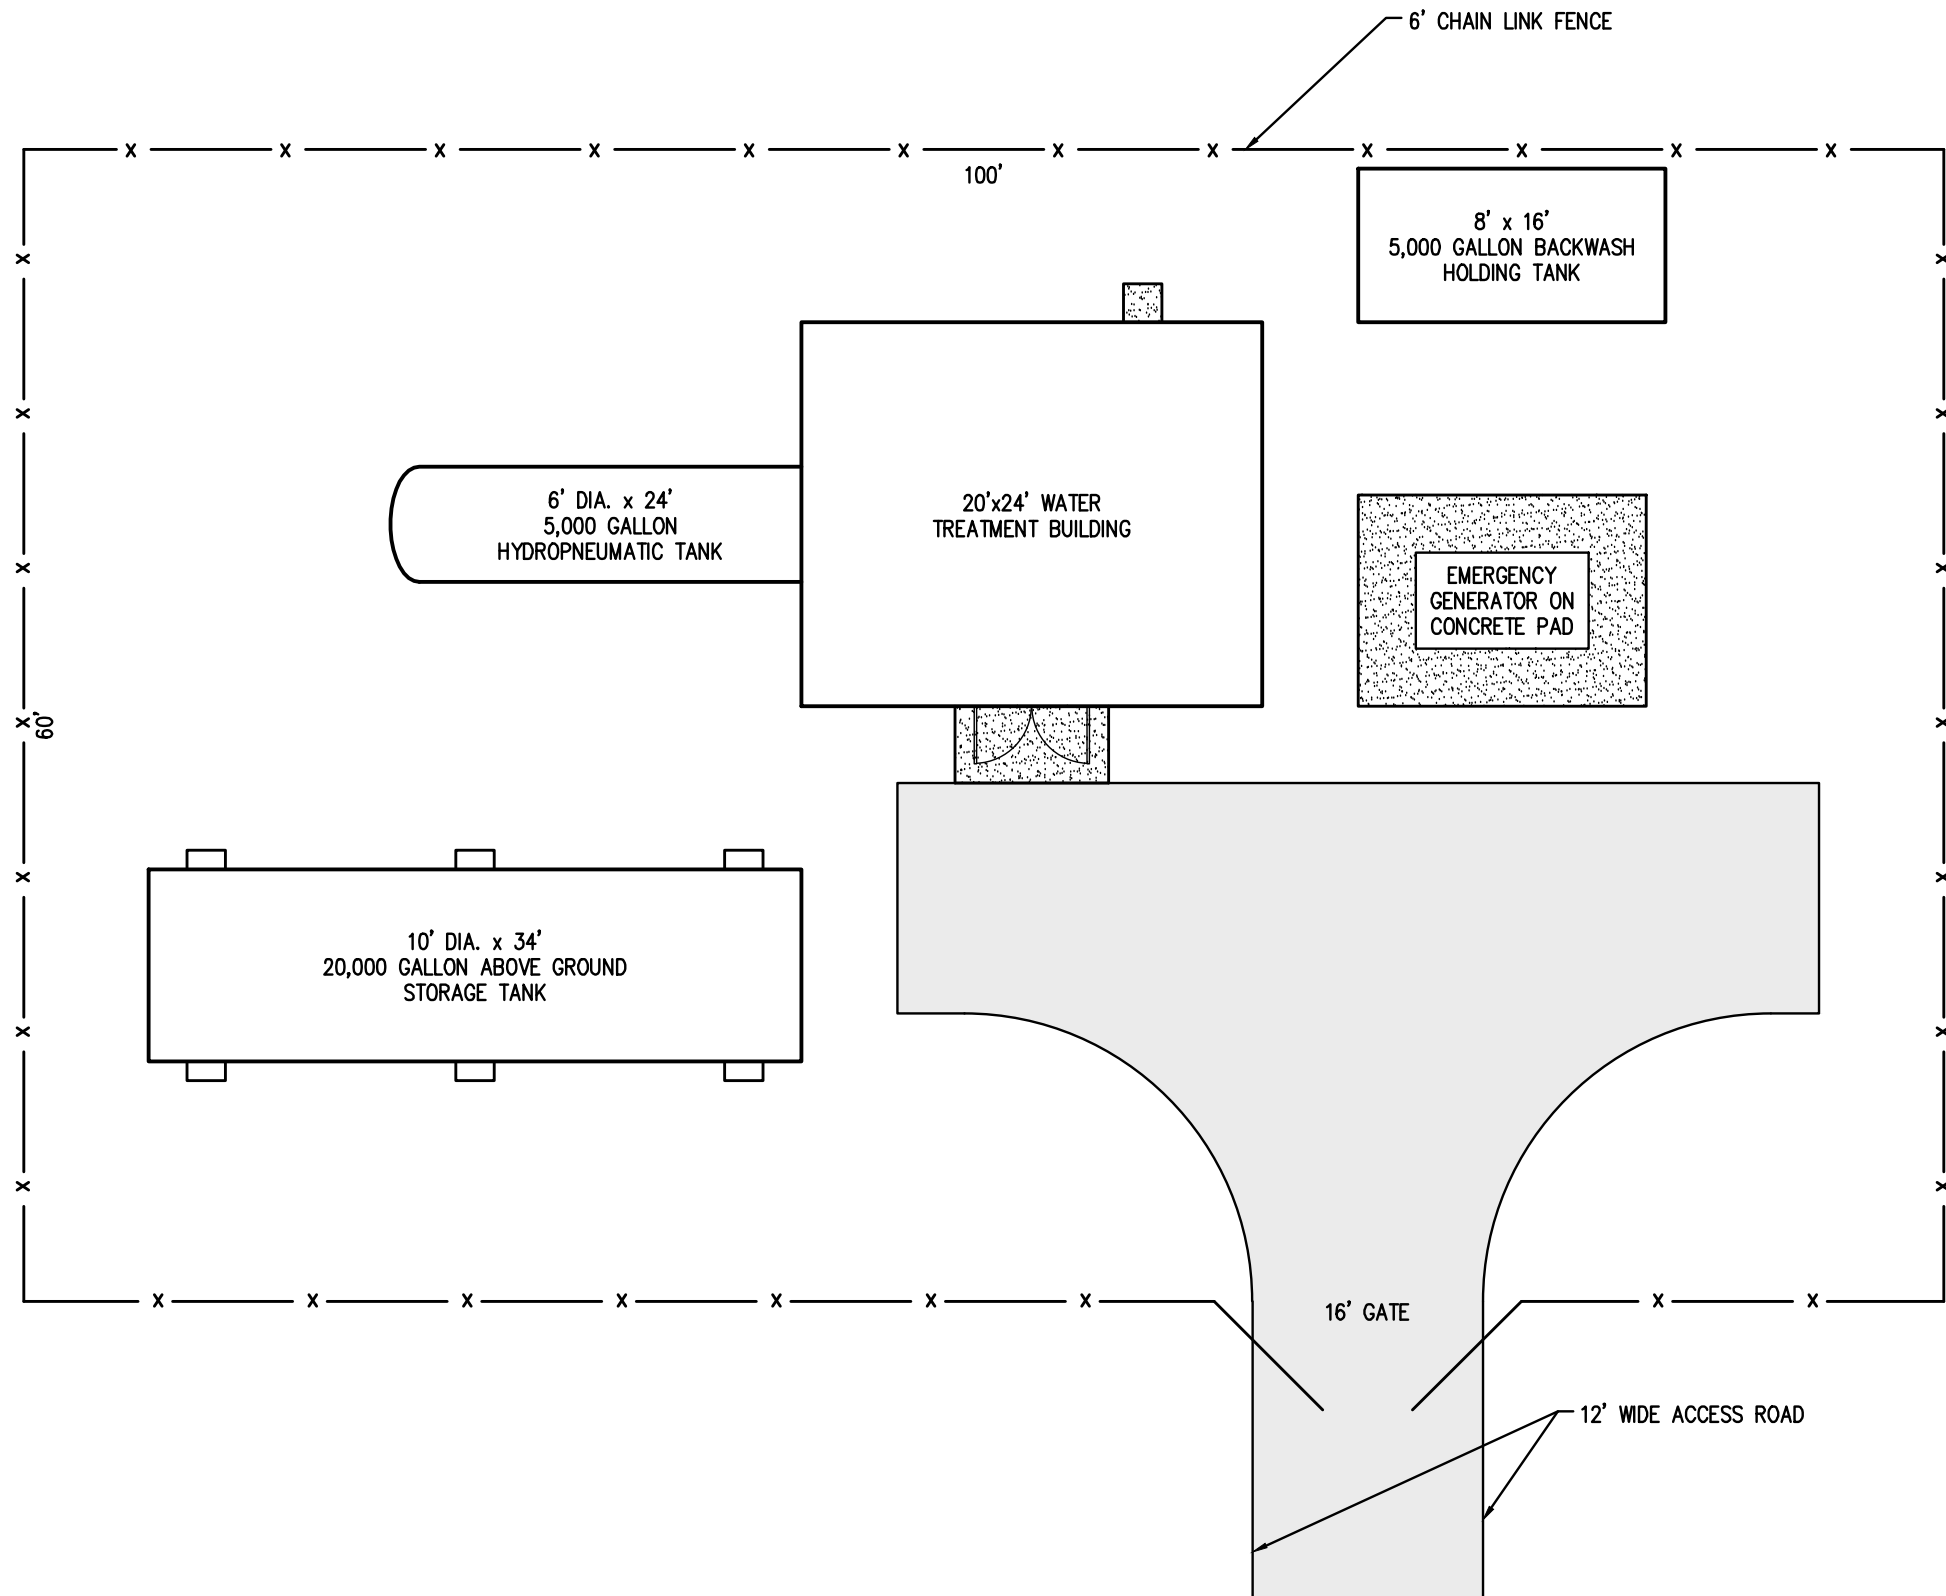 6' CHAIN LINK FENCE
100'
8' x 16'
5,000 GALLON BACKWASH
HOLDING TANK
6' DIA. x 24'
5,000 GALLON
HYDROPNEUMATIC TANK
20'x24' WATER
TREATMENT BUILDING
EMERGENCY
GENERATOR ON
CONCRETE PAD
60'
10' DIA. x 34'
20,000 GALLON ABOVE GROUND
STORAGE TANK
16' GATE
12' WIDE ACCESS ROAD